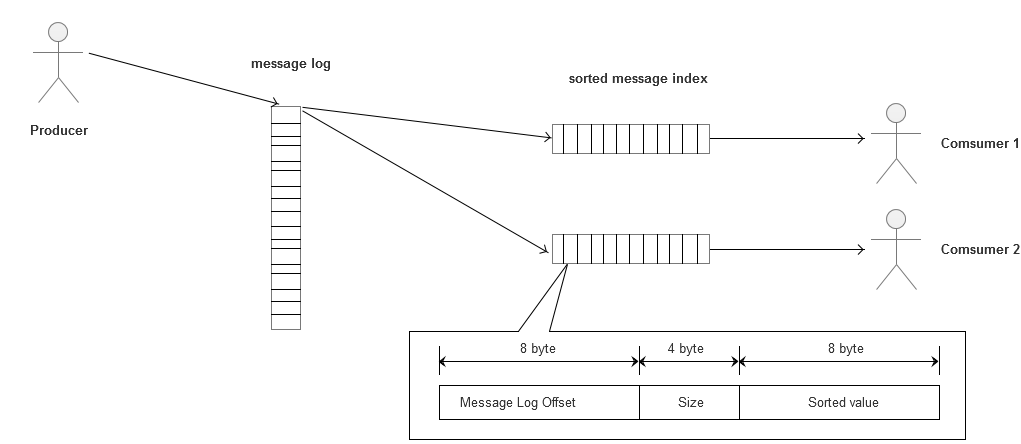 Producer
message log
sorted message index
Comsumer 1
Comsumer 2
8 byte
4 byte
8 byte
Message Log Offset
Size
Sorted value